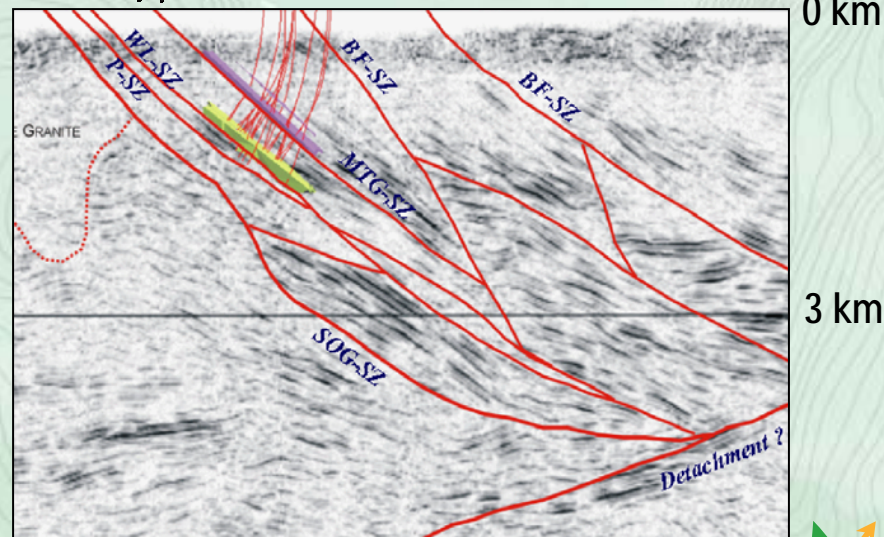 0 km
WL-SZ
P-SZ
BF-SZ
BF-SZ
E GRANITE
MTG-SZ
3 km
SOG-SZ
Detachment ?